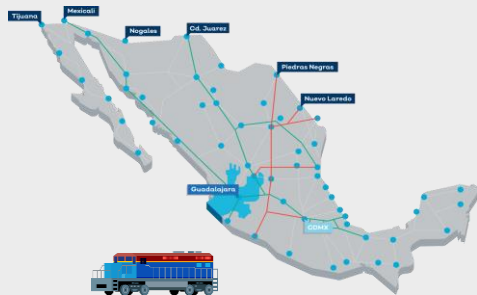 Tijuana
Mexicali
Nogales
Cd. Juarez
Piedras Negras
Nuevo Laredo
Guadalajara
CDMX